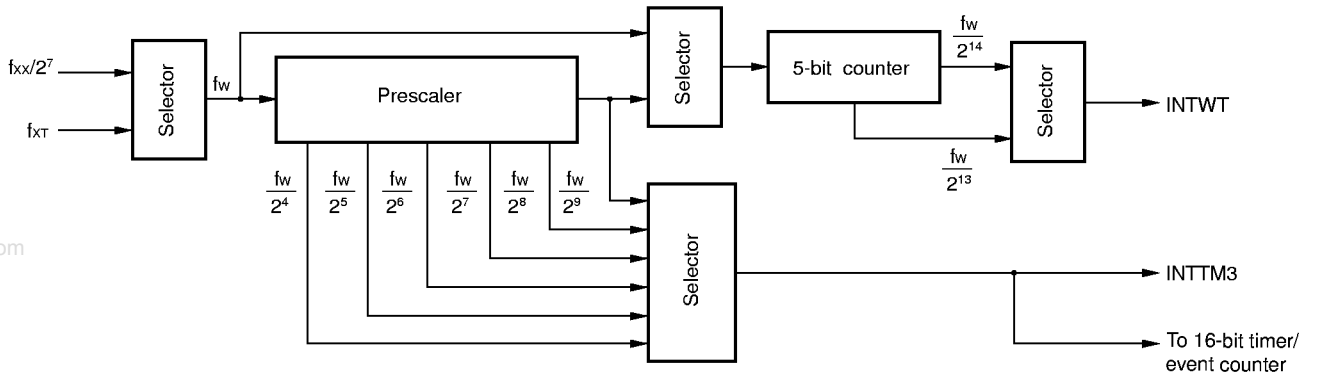 fXX/2⁷
fXT
Selector
fW
Prescaler
Selector
5-bit counter
fW
2¹⁴
fW
2¹³
Selector
INTWT
fW
2⁴
fW
2⁵
fW
2⁶
fW
2⁷
fW
2⁸
fW
2⁹
Selector
INTTM3
To 16-bit timer/
event counter
om